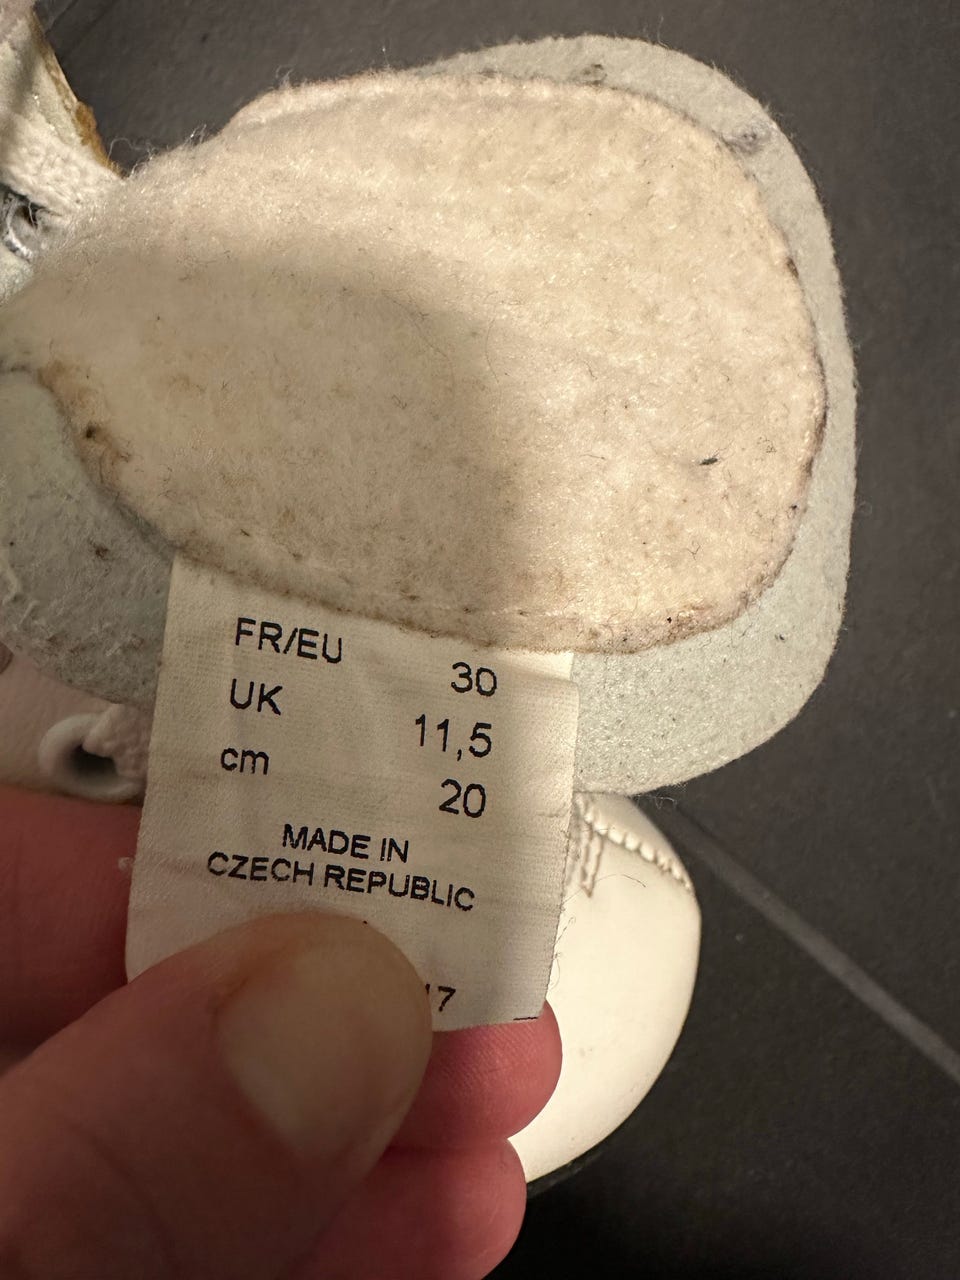 FR/EU 30
UK 11,5
cm 20
MADE IN
CZECH REPUBLIC